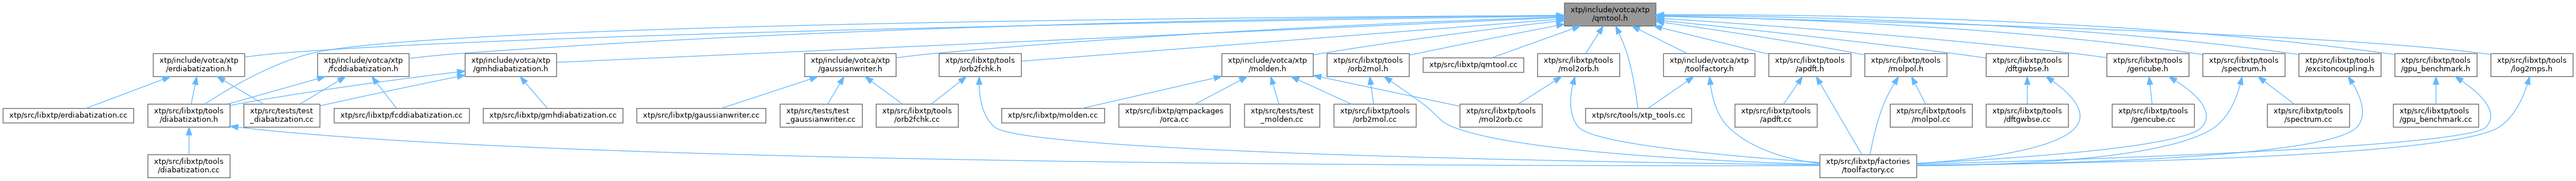 xtp/include/votca/xtp
/qmtool.h
xtp/include/votca/xtp
/erdiabatization.h
xtp/include/votca/xtp
/fcddiabatization.h
xtp/include/votca/xtp
/gmhdiabatization.h
xtp/include/votca/xtp
/gaussianwriter.h
xtp/src/libxtp/tools
/orb2fchk.h
xtp/include/votca/xtp
/molden.h
xtp/src/libxtp/tools
/orb2mol.h
xtp/src/libxtp/qmtool.cc
xtp/src/libxtp/tools
/mol2orb.h
xtp/include/votca/xtp
/toolfactory.h
xtp/src/libxtp/tools
/apdft.h
xtp/src/libxtp/tools
/molpol.h
xtp/src/libxtp/tools
/dftgwbse.h
xtp/src/libxtp/tools
/gencube.h
xtp/src/libxtp/tools
/spectrum.h
xtp/src/libxtp/tools
/excitoncoupling.h
xtp/src/libxtp/tools
/gpu_benchmark.h
xtp/src/libxtp/tools
/log2mps.h
xtp/src/libxtp/erdiabatization.cc
xtp/src/libxtp/tools
/diabatization.h
xtp/src/tests/test
_diabatization.cc
xtp/src/libxtp/fcddiabatization.cc
xtp/src/libxtp/gmhdiabatization.cc
xtp/src/libxtp/gaussianwriter.cc
xtp/src/tests/test
_gaussianwriter.cc
xtp/src/libxtp/tools
/orb2fchk.cc
xtp/src/libxtp/molden.cc
xtp/src/libxtp/qmpackages
/orca.cc
xtp/src/tests/test
_molden.cc
xtp/src/libxtp/tools
/orb2mol.cc
xtp/src/libxtp/tools
/mol2orb.cc
xtp/src/tools/xtp_tools.cc
xtp/src/libxtp/tools
/apdft.cc
xtp/src/libxtp/tools
/molpol.cc
xtp/src/libxtp/tools
/dftgwbse.cc
xtp/src/libxtp/tools
/gencube.cc
xtp/src/libxtp/tools
/spectrum.cc
xtp/src/libxtp/tools
/gpu_benchmark.cc
xtp/src/libxtp/tools
/diabatization.cc
xtp/src/libxtp/factories
/toolfactory.cc